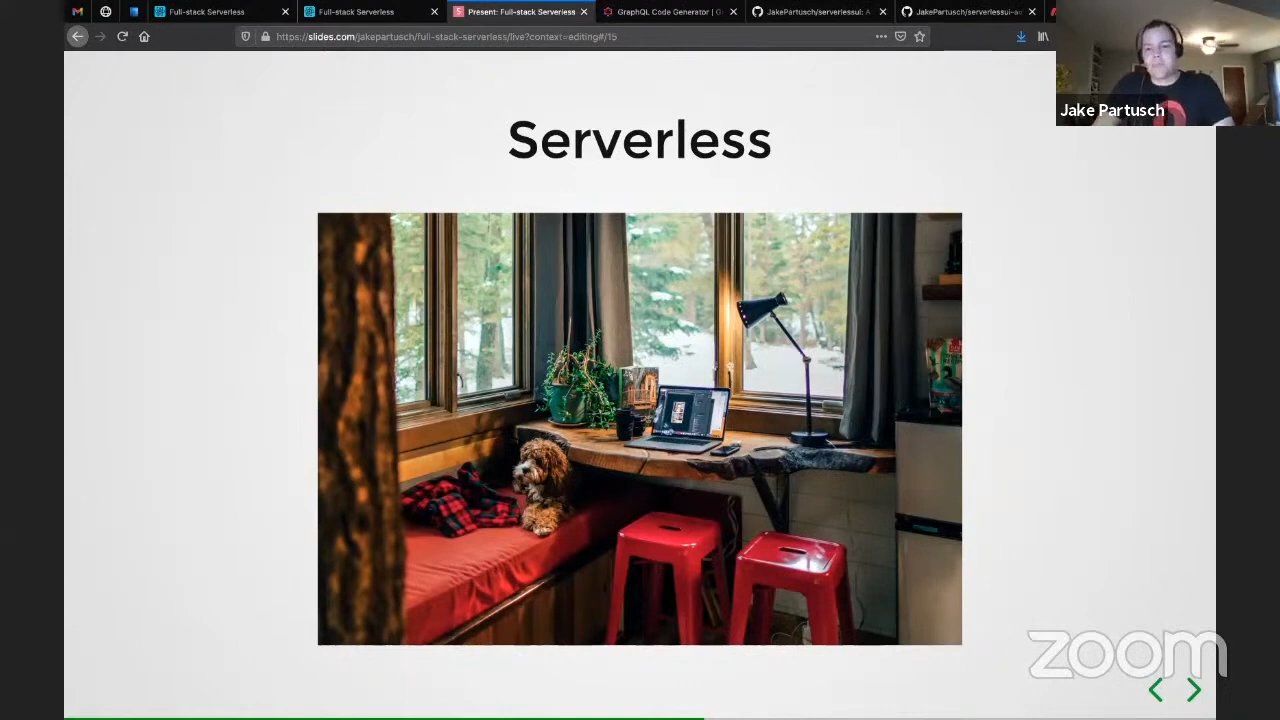 Full-stack Serverless
Full-stack Serverless
Present: Full-stack Serverless
GraphQL Code Generator | G
JakePartusch/serverlessui: A
JakePartusch/serverlessui-a
https://slides.com/jakepartusch/full-stack-serverless/live?context=editing#/15
Jake Partusch
Serverless
zoom